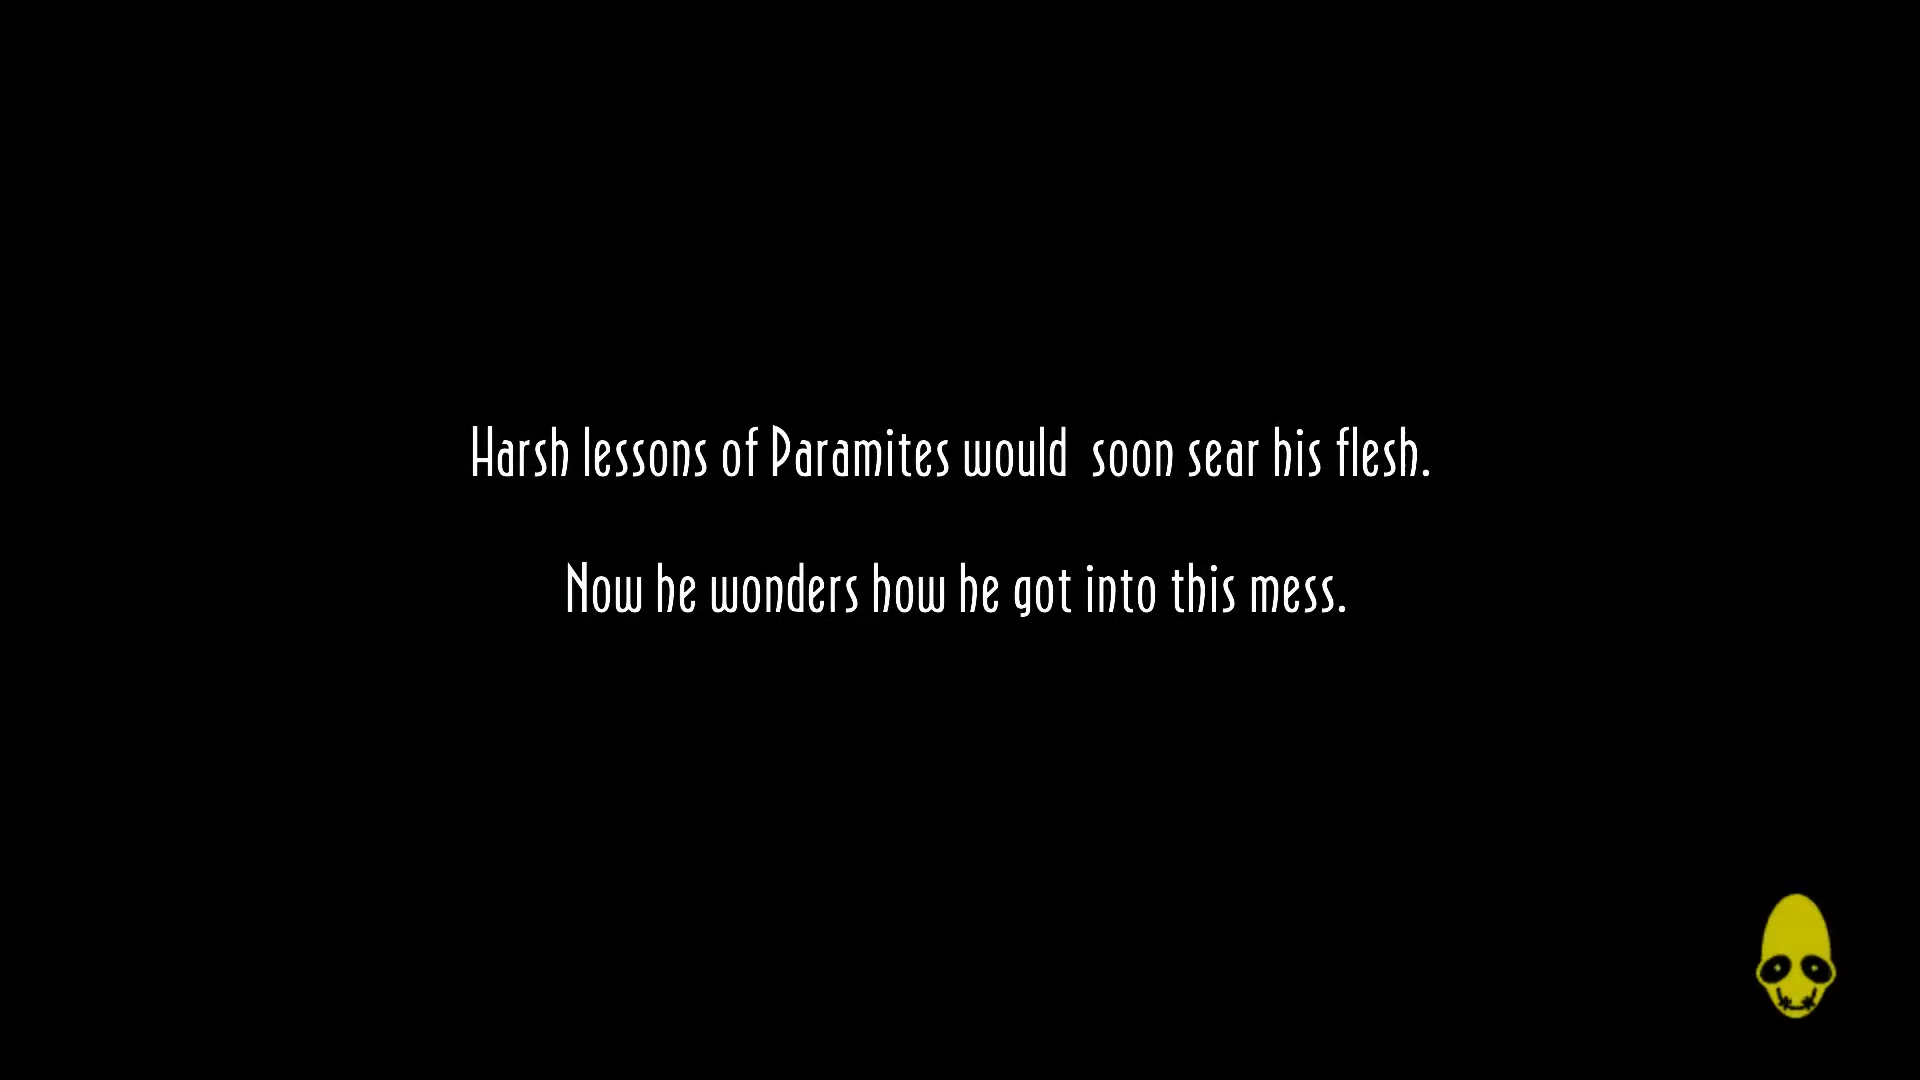 Harsh lessons of Paramites would  soon sear his flesh.
Now he wonders how he got into this mess.